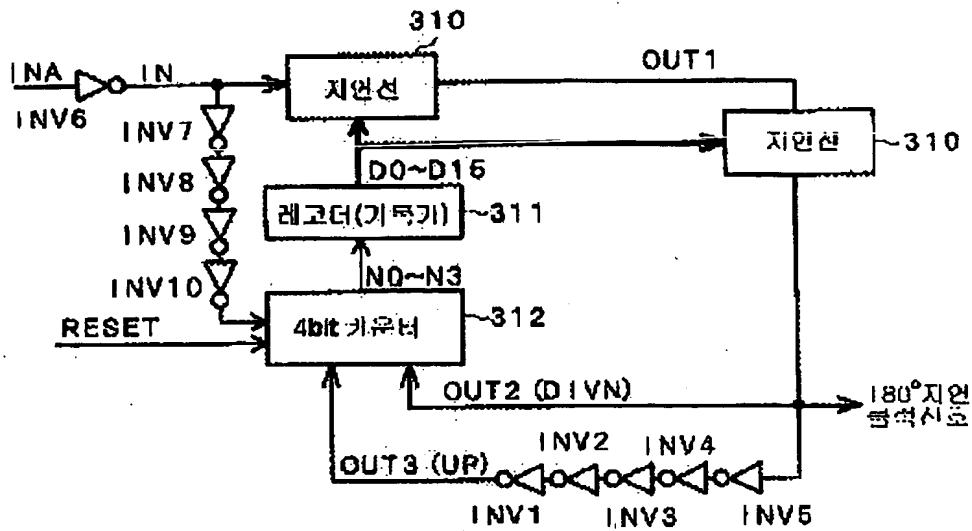 310
INA
IN
지연선
OUT1
INV6
INV7
지연선
310
D0~D15
INV8
레코더(기록기)
311
INV9
N0~N3
INV10
4bit 카운터
312
RESET
OUT2 (DIVN)
180°지연
클럭신호
INV2
INV4
OUT3 (UP)
INV1
INV3
INV5